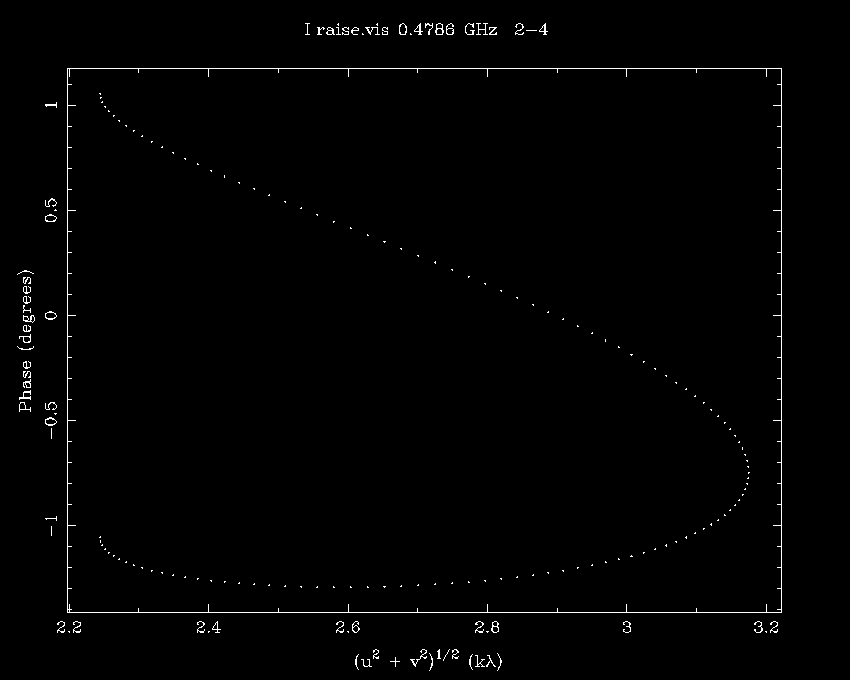 I raise.vis 0.4786 GHz 2−4
1
0.5
0
−0.5
−1
Phase (degrees)
2.2 2.4 2.6 2.8 3 3.2
(u² + v²)^1/2 (kλ)